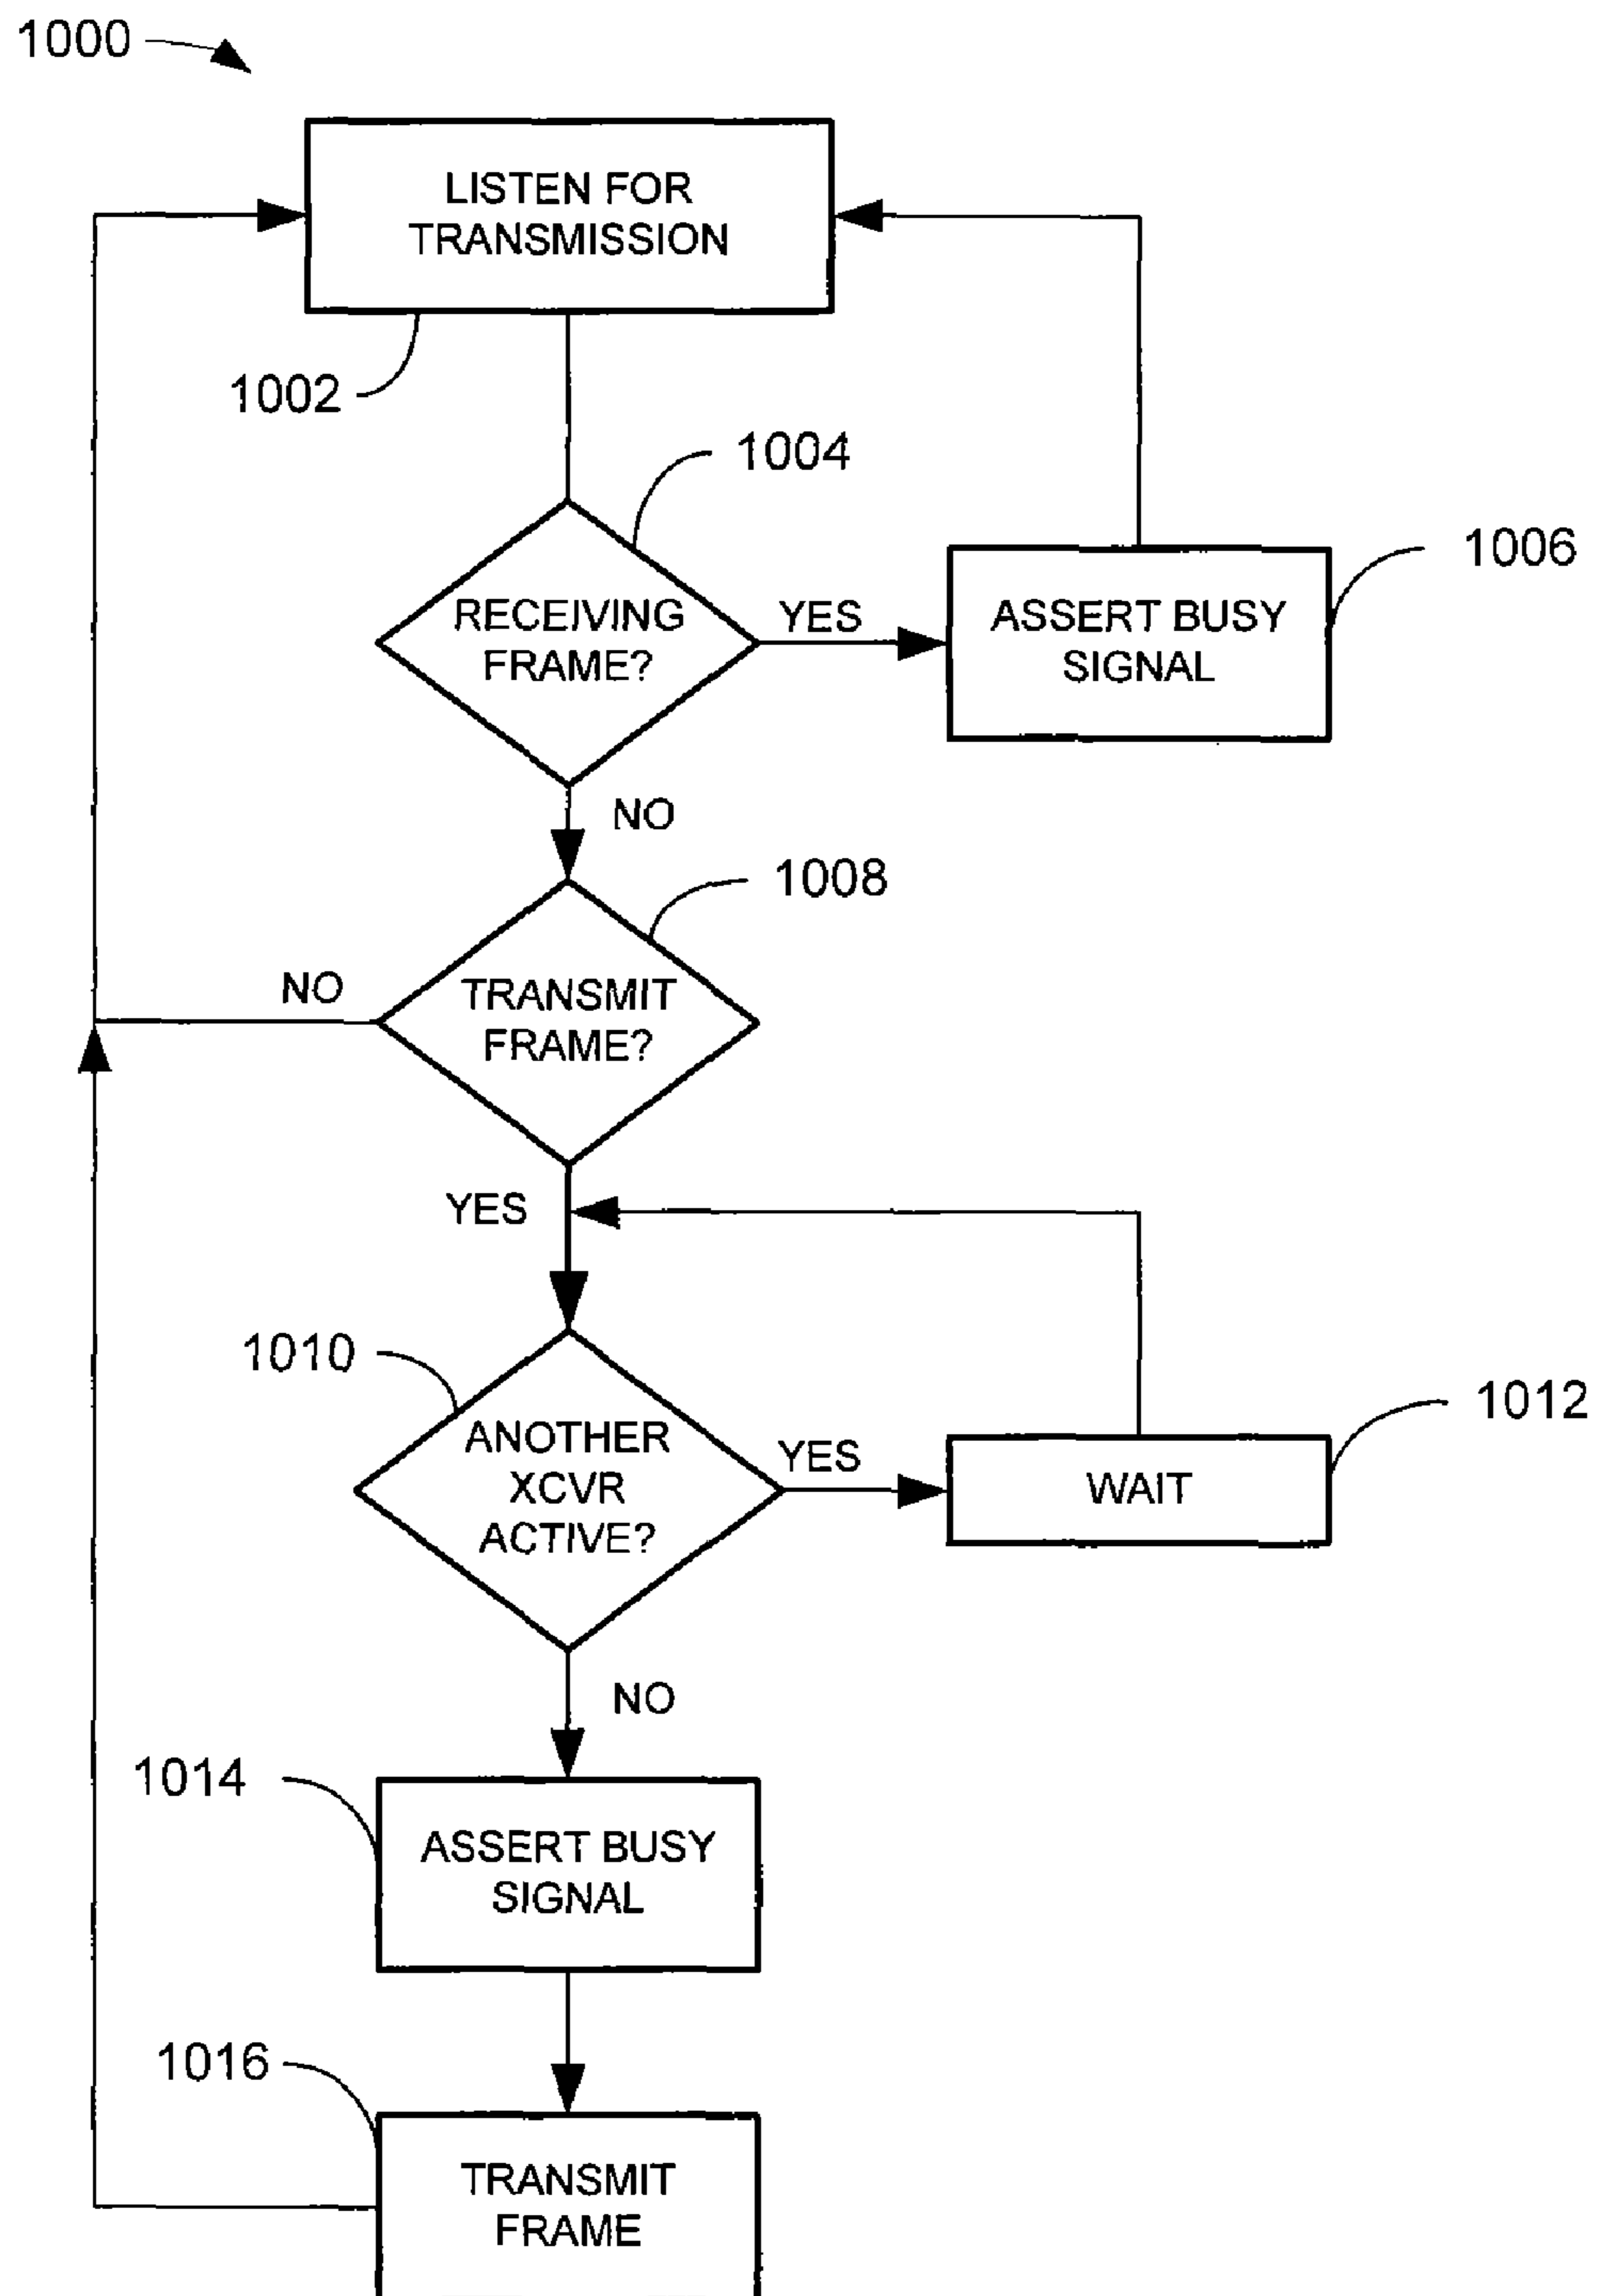 1000
LISTEN FOR
TRANSMISSION
1002
1004
RECEIVING
FRAME?
YES
ASSERT BUSY
SIGNAL
1006
NO
1008
TRANSMIT
FRAME?
NO
YES
1010
ANOTHER
XCVR
ACTIVE?
YES
WAIT
1012
NO
1014
ASSERT BUSY
SIGNAL
1016
TRANSMIT
FRAME